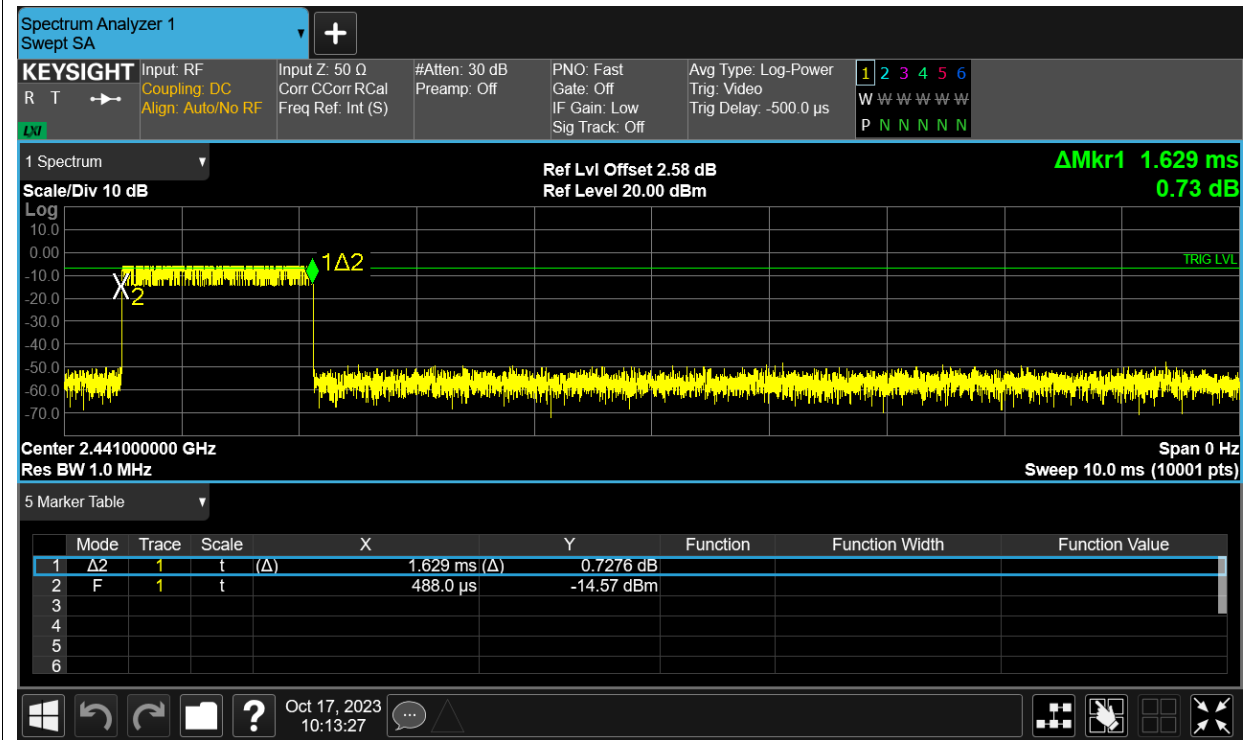 Spectrum Analyzer 1
Swept SA
KEYSIGHT
R T
LXI
Input: RF
Coupling: DC
Align: Auto/No RF
Input Z: 50 Ω
Corr CCorr RCal
Freq Ref: Int (S)
#Atten: 30 dB
Preamp: Off
PNO: Fast
Gate: Off
IF Gain: Low
Sig Track: Off
Avg Type: Log-Power
Trig: Video
Trig Delay: -500.0 µs
1 2 3 4 5 6
W W W W W W
P N N N N N
1 Spectrum
Scale/Div 10 dB
Ref Lvl Offset 2.58 dB
Ref Level 20.00 dBm
ΔMkr1 1.629 ms
0.73 dB
Log
10.0
0.00
-10.0
-20.0
-30.0
-40.0
-50.0
-60.0
-70.0
1Δ2
2
TRIG LVL
Center 2.441000000 GHz
Res BW 1.0 MHz
Span 0 Hz
Sweep 10.0 ms (10001 pts)
5 Marker Table
Mode Trace Scale X Y Function Function Width Function Value
1 Δ2 1 t (Δ) 1.629 ms (Δ) 0.7276 dB
2 F 1 t 488.0 µs -14.57 dBm
3
4
5
6
?
Oct 17, 2023
10:13:27